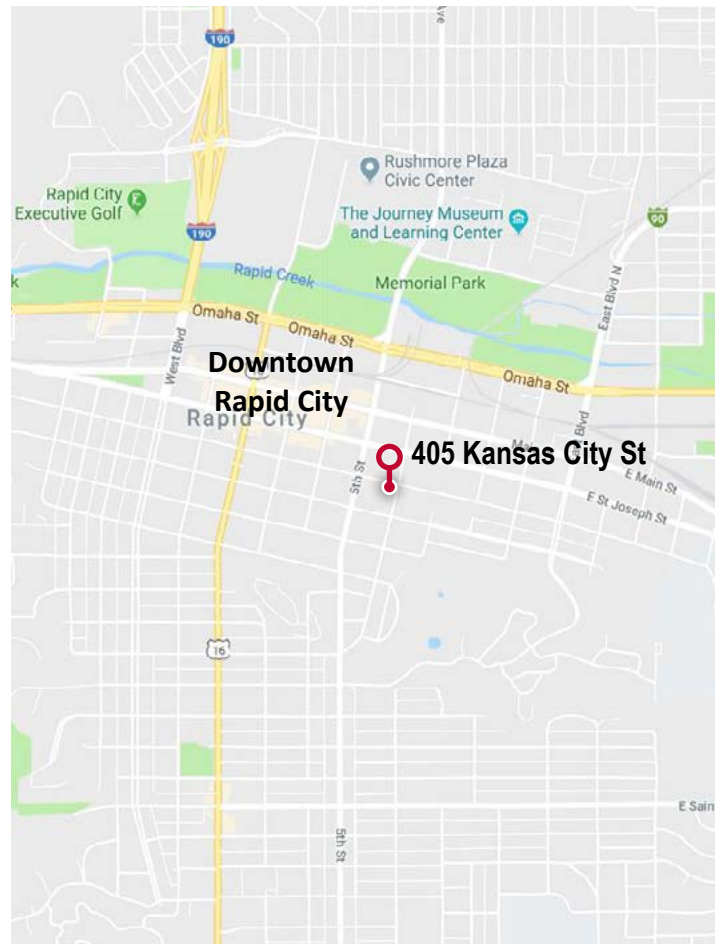 190
Ave
Rushmore Plaza
Civic Center
Rapid City
Executive Golf
The Journey Museum
and Learning Center
90
190
Rapid Creek
Memorial Park
k
East Blvd N
Omaha St
Omaha St
West Blvd
Downtown
Rapid City
Omaha St
Rapid City
405 Kansas City St
E Main St
5th St
E St Joseph St
16
E Sain
5th St